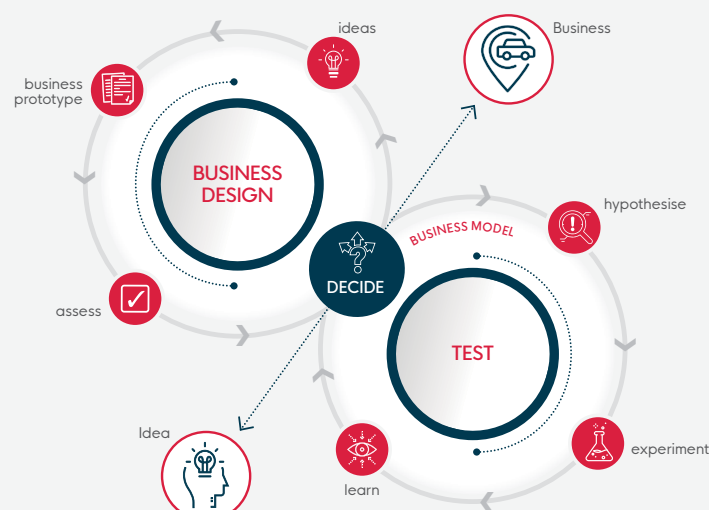 ideas
Business
business
prototype
BUSINESS
DESIGN
hypothesise
BUSINESS MODEL
DECIDE
assess
TEST
Idea
experiment
learn